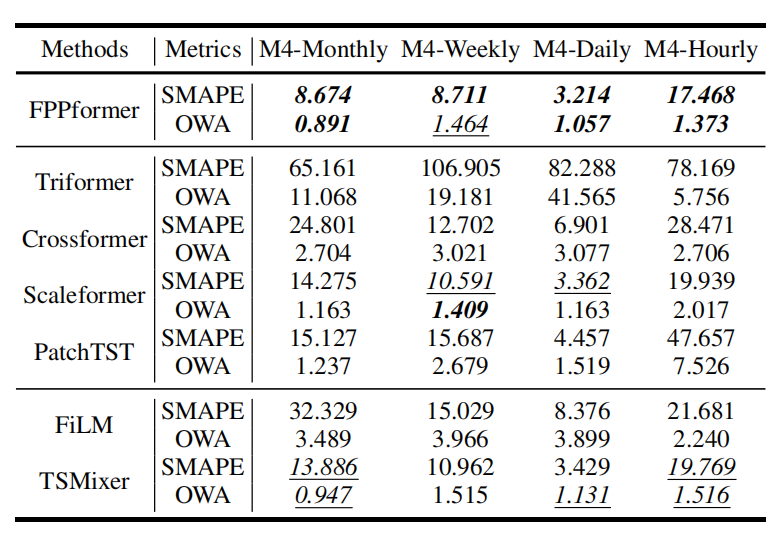 Methods Metrics M4-Monthly M4-Weekly M4-Daily M4-Hourly
FPPformer SMAPE 8.674 8.711 3.214 17.468
OWA 0.891 1.464 1.057 1.373
Triformer SMAPE 65.161 106.905 82.288 78.169
OWA 11.068 19.181 41.565 5.756
Crossformer SMAPE 24.801 12.702 6.901 28.471
OWA 2.704 3.021 3.077 2.706
Scaleformer SMAPE 14.275 10.591 3.362 19.939
OWA 1.163 1.409 1.163 2.017
PatchTST SMAPE 15.127 15.687 4.457 47.657
OWA 1.237 2.679 1.519 7.526
FiLM SMAPE 32.329 15.029 8.376 21.681
OWA 3.489 3.966 3.899 2.240
TSMixer SMAPE 13.886 10.962 3.429 19.769
OWA 0.947 1.515 1.131 1.516